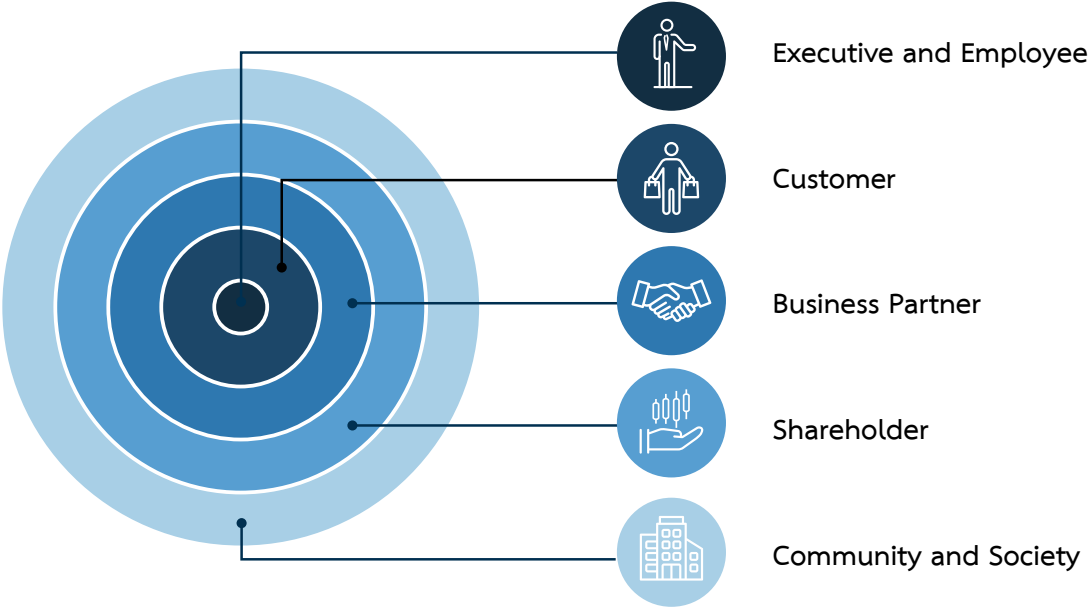 Executive and Employee
Customer
Business Partner
Shareholder
Community and Society